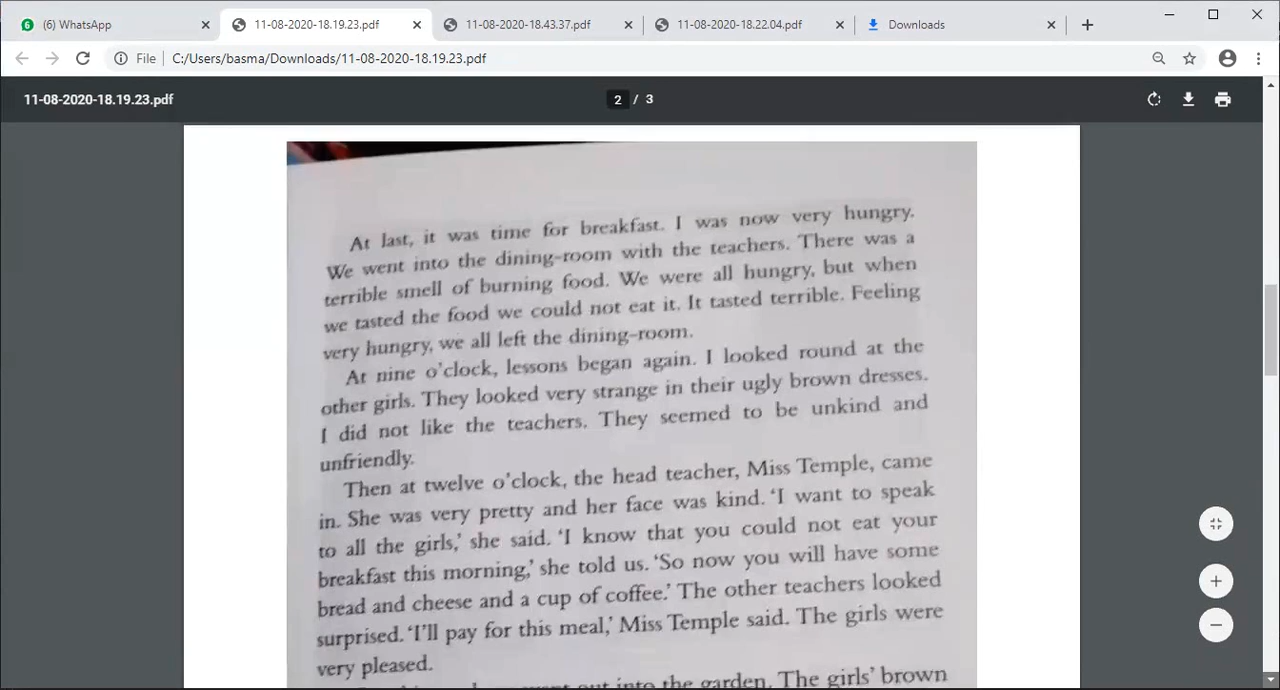 (6) WhatsApp
11-08-2020-18.19.23.pdf
11-08-2020-18.43.37.pdf
11-08-2020-18.22.04.pdf
Downloads
File
C:/Users/basma/Downloads/11-08-2020-18.19.23.pdf
11-08-2020-18.19.23.pdf
2 / 3
At last, it was time for breakfast. I was now very hungry.
We went into the dining-room with the teachers. There was a
terrible smell of burning food. We were all hungry, but when
we tasted the food we could not eat it. It tasted terrible. Feeling
very hungry, we all left the dining-room.
At nine o'clock, lessons began again. I looked round at the
other girls. They looked very strange in their ugly brown dresses.
I did not like the teachers. They seemed to be unkind and
unfriendly.
Then at twelve o'clock, the head teacher, Miss Temple, came
in. She was very pretty and her face was kind. 'I want to speak
to all the girls,' she said. 'I know that you could not eat your
breakfast this morning,' she told us. 'So now you will have some
bread and cheese and a cup of coffee.' The other teachers looked
surprised. 'I'll pay for this meal,' Miss Temple said. The girls were
very pleased.
out into the garden. The girls' brown